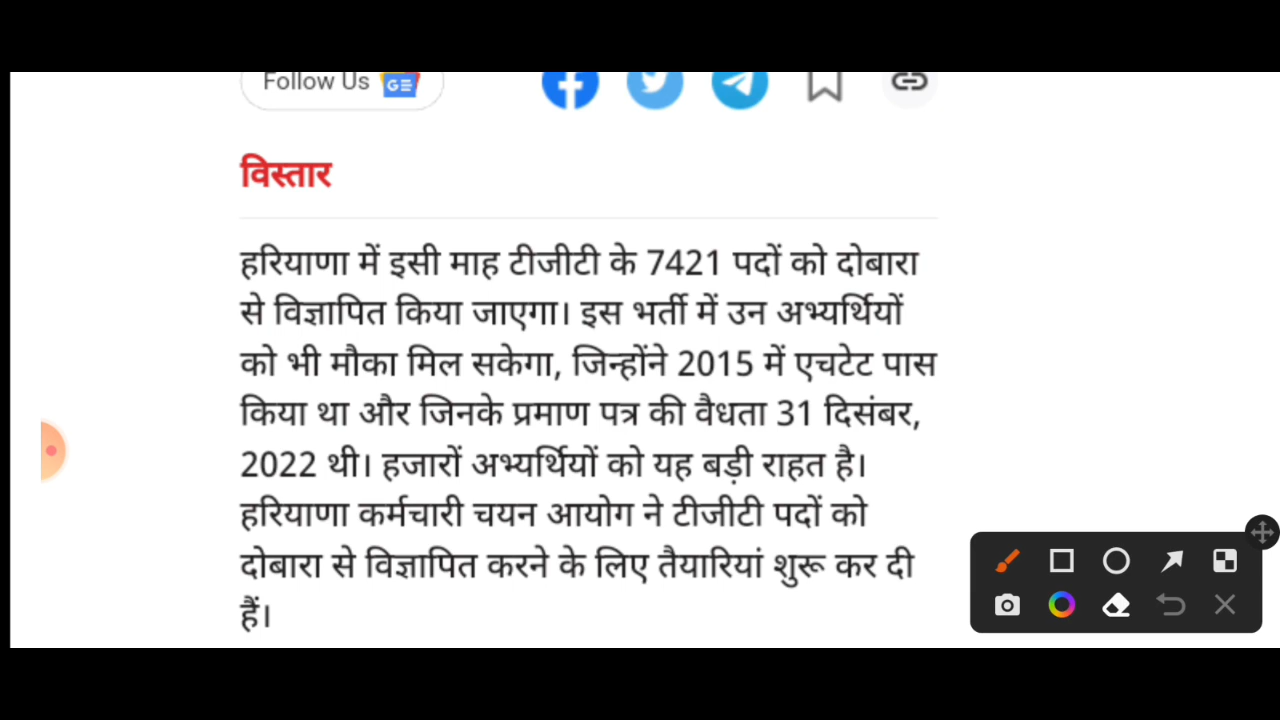 Follow Us GE
विस्तार
हरियाणा में इसी माह टीजीटी के 7421 पदों को दोबारा
से विज्ञापित किया जाएगा। इस भर्ती में उन अभ्यर्थियों
को भी मौका मिल सकेगा, जिन्होंने 2015 में एचटेट पास
किया था और जिनके प्रमाण पत्र की वैधता 31 दिसंबर,
2022 थी। हजारों अभ्यर्थियों को यह बड़ी राहत है।
हरियाणा कर्मचारी चयन आयोग ने टीजीटी पदों को
दोबारा से विज्ञापित करने के लिए तैयारियां शुरू कर दी
हैं।